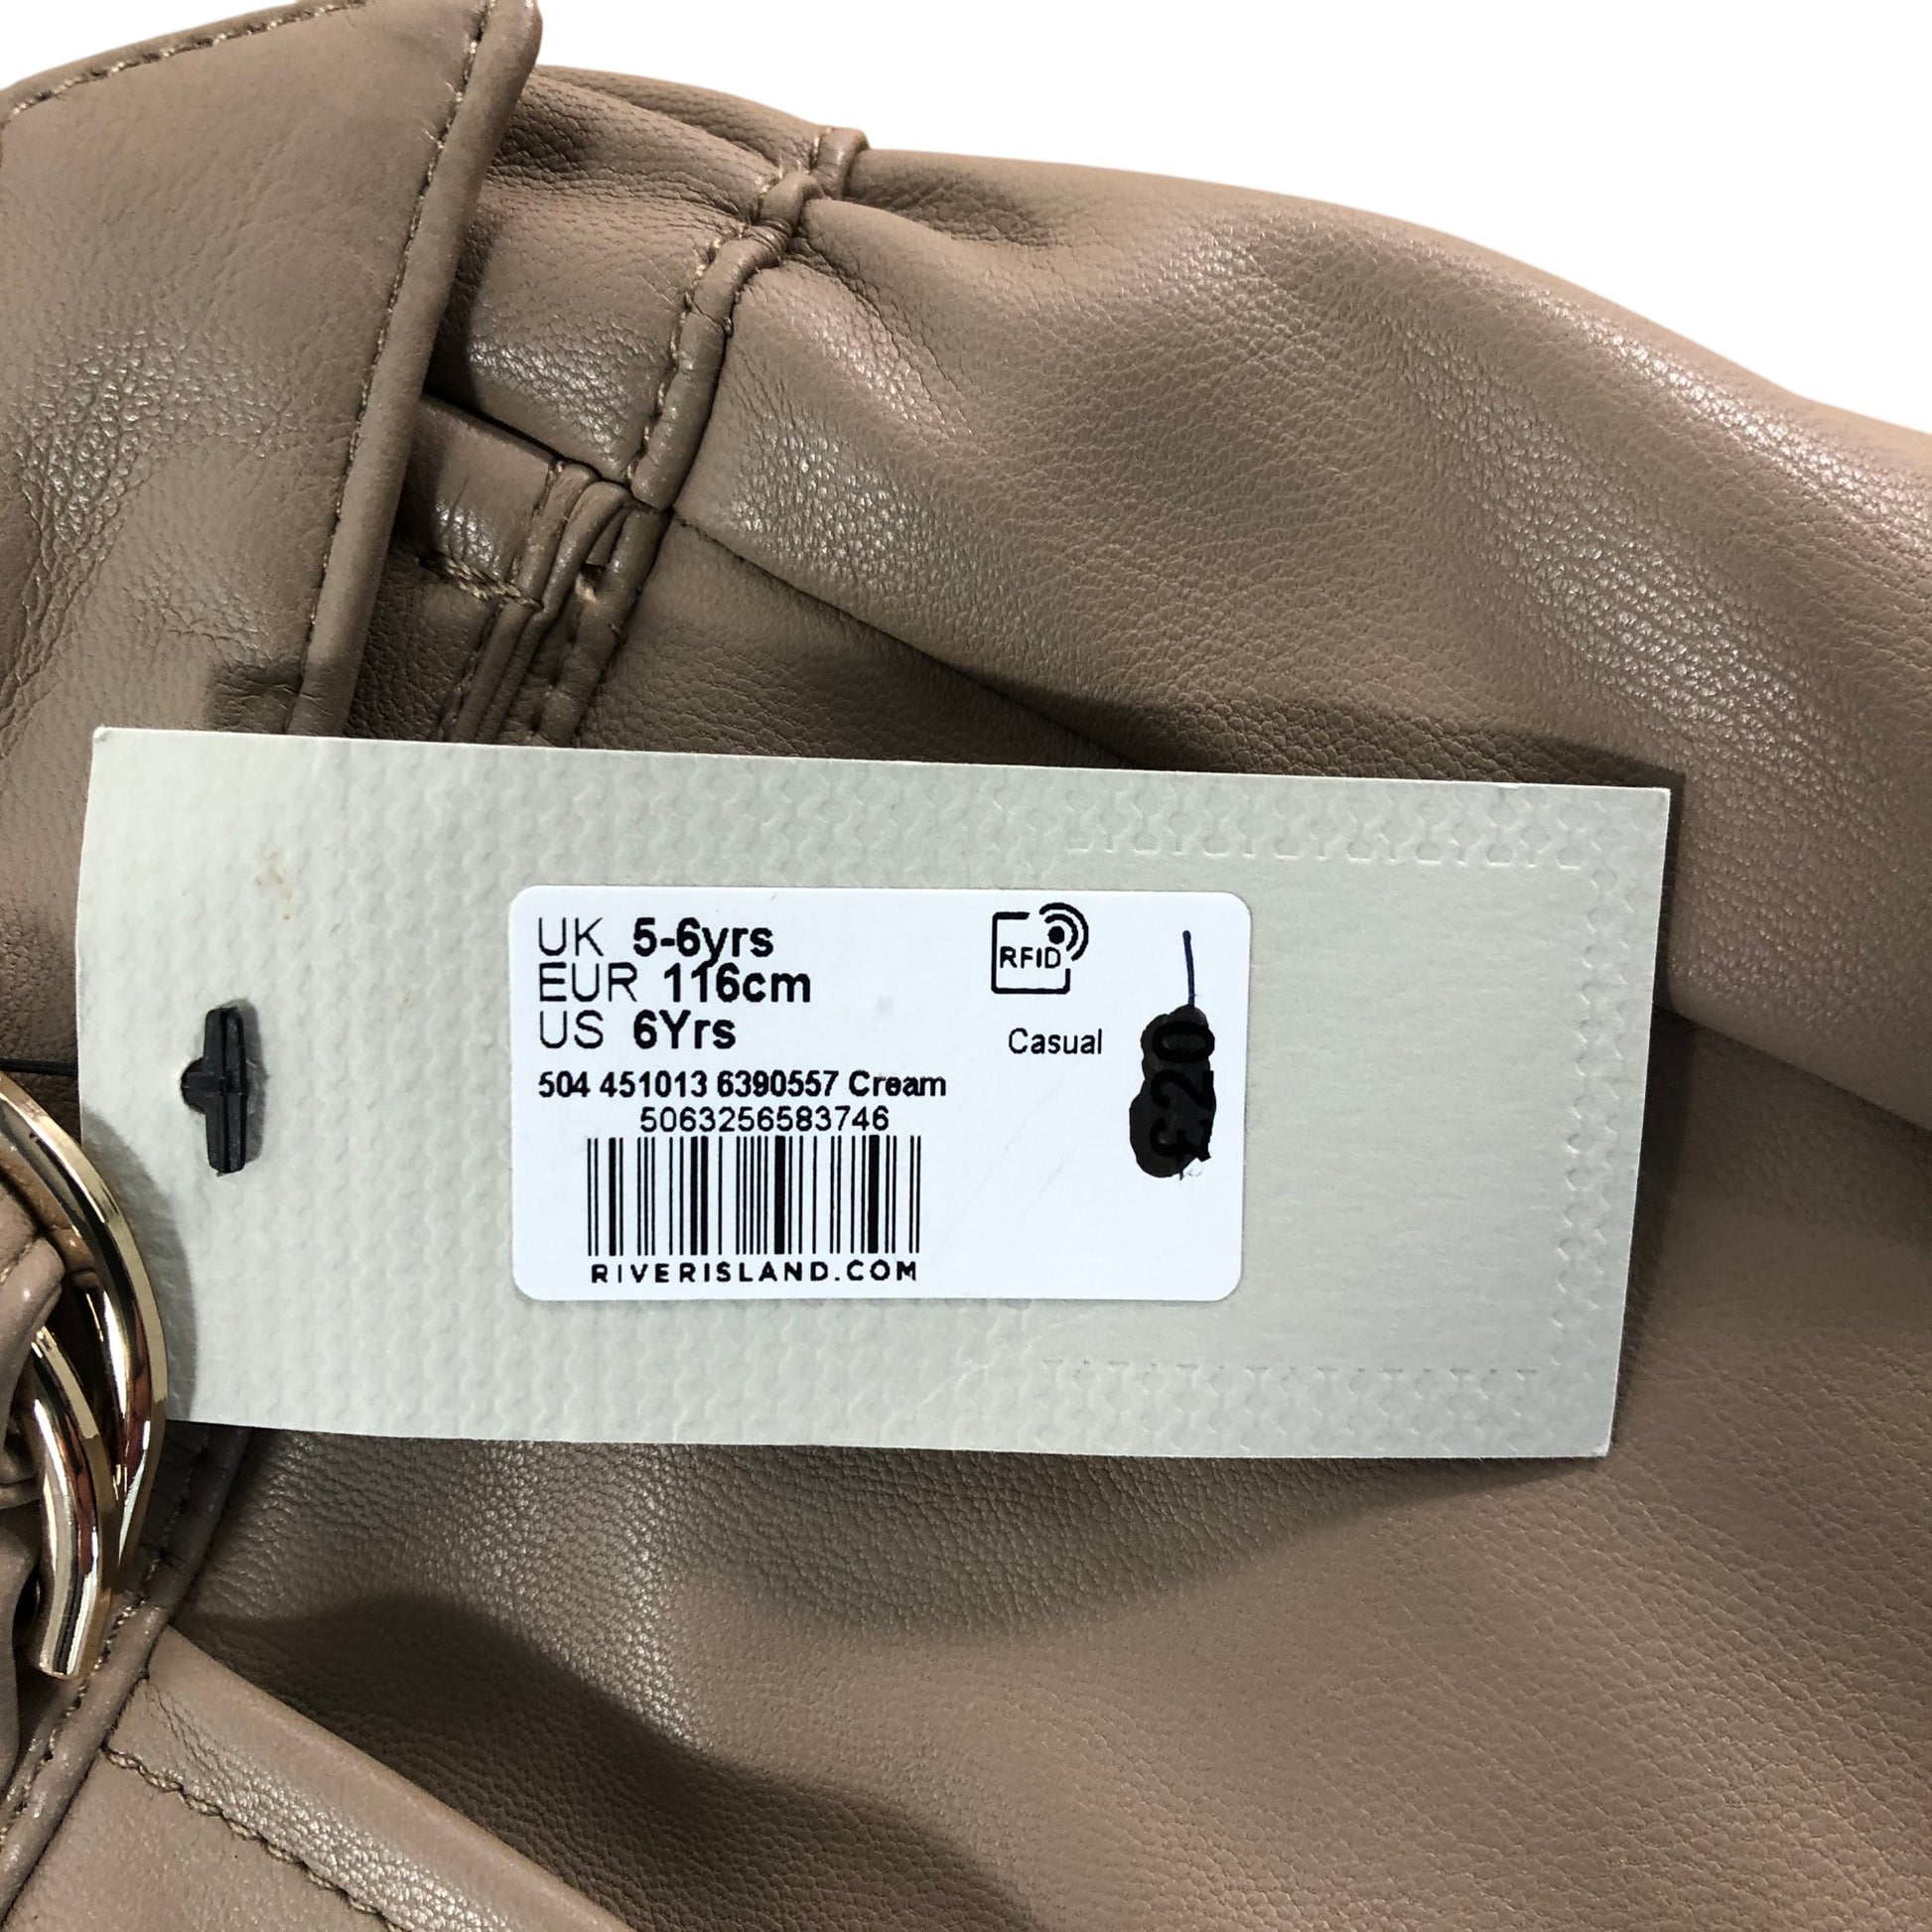 UK 5-6yrs
EUR 116cm
US 6Yrs
RFID
Casual
£20
504 451013 6390557 Cream
5063256583746
RIVERISLAND.COM